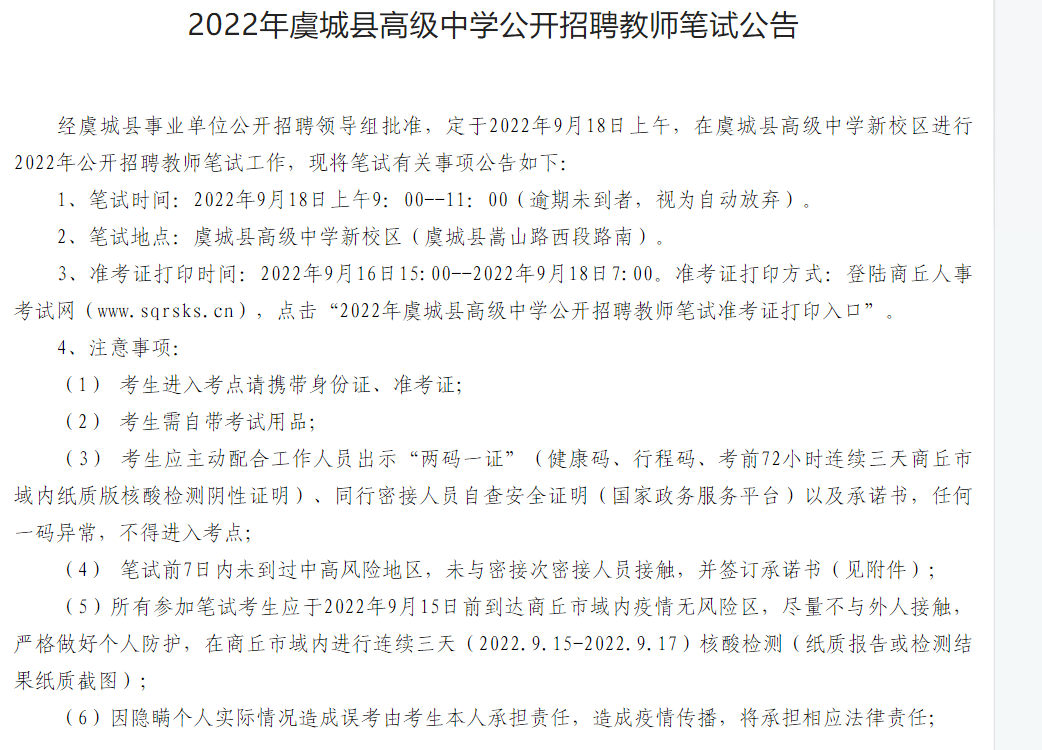 2022年虞城县高级中学公开招聘教师笔试公告
经虞城县事业单位公开招聘领导组批准，定于2022年9月18日上午，在虞城县高级中学新校区进行
2022年公开招聘教师笔试工作，现将笔试有关事项公告如下：
1、笔试时间：2022年9月18日上午9：00--11：00（逾期未到者，视为自动放弃）。
2、笔试地点：虞城县高级中学新校区（虞城县嵩山路西段路南）。
3、准考证打印时间：2022年9月16日15:00--2022年9月18日7:00。准考证打印方式：登陆商丘人事
考试网（www.sqrsks.cn），点击“2022年虞城县高级中学公开招聘教师笔试准考证打印入口”。
4、注意事项：
（1） 考生进入考点请携带身份证、准考证；
（2） 考生需自带考试用品；
（3） 考生应主动配合工作人员出示“两码一证”（健康码、行程码、考前72小时连续三天商丘市
域内纸质版核酸检测阴性证明）、同行密接人员自查安全证明（国家政务服务平台）以及承诺书，任何
一码异常，不得进入考点；
（4） 笔试前7日内未到过中高风险地区，未与密接次密接人员接触，并签订承诺书（见附件）；
（5）所有参加笔试考生应于2022年9月15日前到达商丘市域内疫情无风险区，尽量不与外人接触，
严格做好个人防护，在商丘市域内进行连续三天（2022.9.15-2022.9.17）核酸检测（纸质报告或检测结
果纸质截图）；
（6）因隐瞒个人实际情况造成误考由考生本人承担责任，造成疫情传播，将承担相应法律责任；